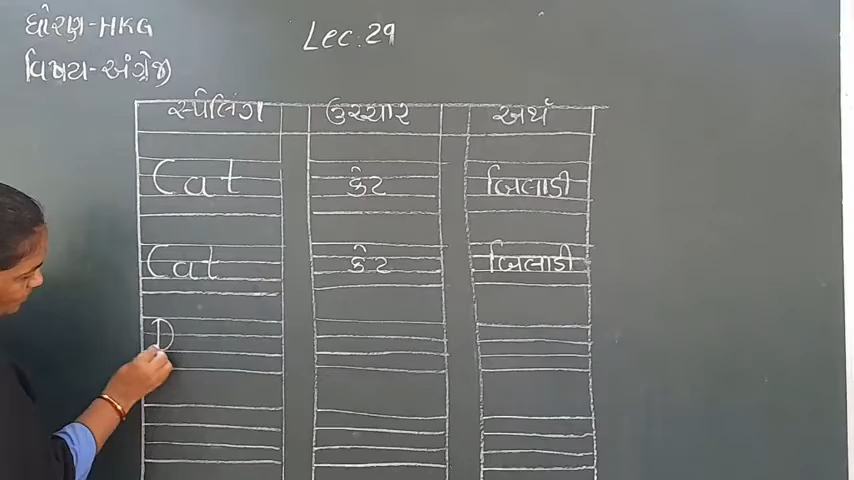 ધોરણ-HKG
વિષય-અંગ્રેજી
Lec. 29
સ્પેલિંગ ઉચ્ચાર અર્થ
Cat કેટ બિલાડી
Cat કેટ બિલાડી
D